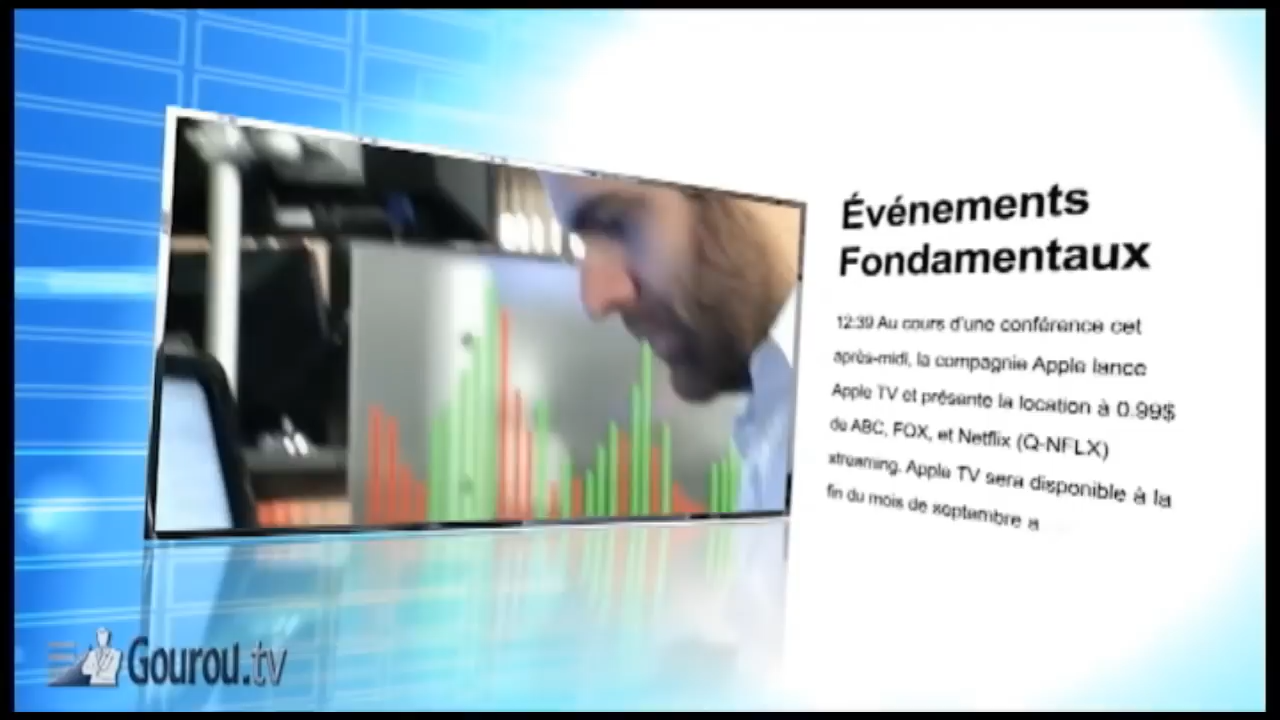 Événements
Fondamentaux
12:39 Au cours d'une conférence cet
après-midi, la compagnie Apple lance
Apple TV et présente la location à 0.99$
du ABC, FOX, et Netflix (Q-NFLX)
streaming. Apple TV sera disponible à la
fin du mois de septembre a
Gourou.tv